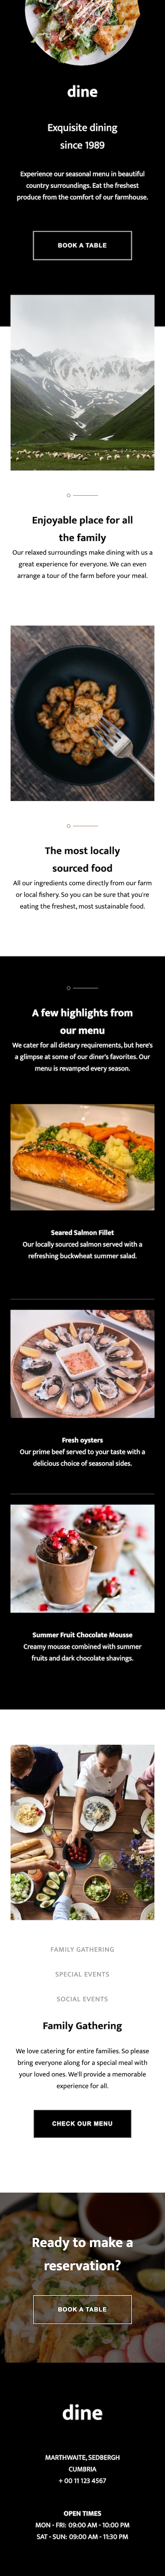 dine
Exquisite dining
since 1989
Experience our seasonal menu in beautiful
country surroundings. Eat the freshest
produce from the comfort of our farmhouse.
BOOK A TABLE
Enjoyable place for all
the family
Our relaxed surroundings make dining with us a
great experience for everyone. We can even
arrange a tour of the farm before your meal.
The most locally
sourced food
All our ingredients come directly from our farm
or local fishery. So you can be sure that you're
eating the freshest, most sustainable food.
A few highlights from
our menu
We cater for all dietary requirements, but here's
a glimpse at some of our diner's favorites. Our
menu is revamped every season.
Seared Salmon Fillet
Our locally sourced salmon served with a
refreshing buckwheat summer salad.
Fresh oysters
Our prime beef served to your taste with a
delicious choice of seasonal sides.
Summer Fruit Chocolate Mousse
Creamy mousse combined with summer
fruits and dark chocolate shavings.
FAMILY GATHERING
SPECIAL EVENTS
SOCIAL EVENTS
Family Gathering
We love catering for entire families. So please
bring everyone along for a special meal with
your loved ones. We'll provide a memorable
experience for all.
CHECK OUR MENU
Ready to make a
reservation?
BOOK A TABLE
dine
MARTHWAITE, SEDBERGH
CUMBRIA
+ 00 11 123 4567
OPEN TIMES
MON - FRI: 09:00 AM - 10:00 PM
SAT - SUN: 09:00 AM - 11:30 PM